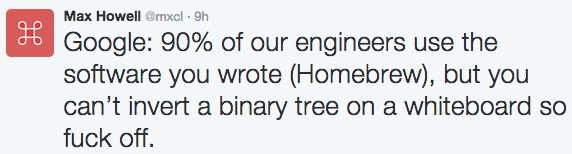 Max Howell @mxcl · 9h
Google: 90% of our engineers use the
software you wrote (Homebrew), but you
can’t invert a binary tree on a whiteboard so
fuck off.